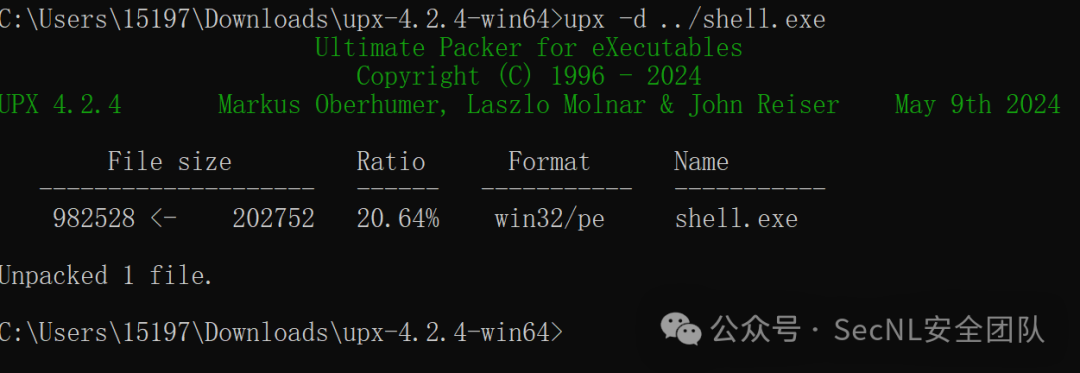 C:\Users\15197\Downloads\upx-4.2.4-win64>upx -d ../shell.exe
Ultimate Packer for eXecutables
Copyright (C) 1996 - 2024
UPX 4.2.4 Markus Oberhumer, Laszlo Molnar & John Reiser May 9th 2024
File size Ratio Format Name
-------------------- ------ ----------- -----------
982528 <- 202752 20.64% win32/pe shell.exe
Unpacked 1 file.
C:\Users\15197\Downloads\upx-4.2.4-win64>
公众号 · SecNL安全团队